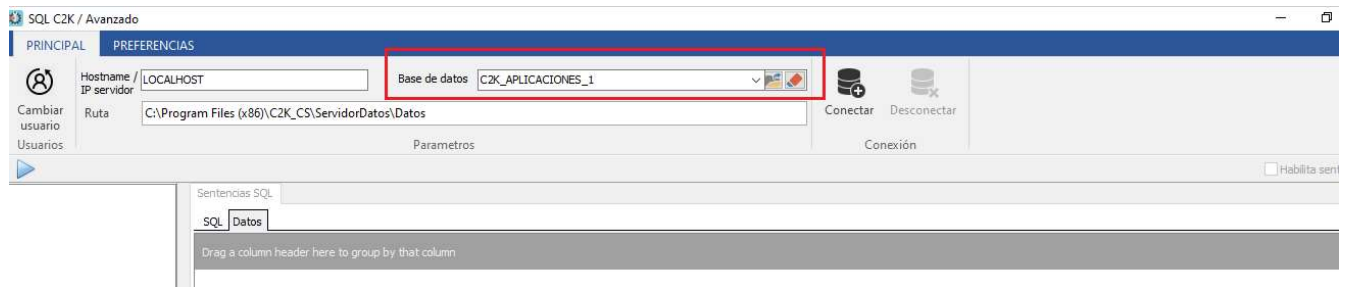 SQL C2K / Avanzado
PRINCIPAL PREFERENCIAS
Hostname / IP servidor LOCALHOST Base de datos C2K_APLICACIONES_1
Ruta C:\Program Files (x86)\C2K_CS\ServidorDatos\Datos
Cambiar usuario Conectar Desconectar
Usuarios Parametros Conexión
Habilita sent
Sentencias SQL
SQL Datos
Drag a column header here to group by that column